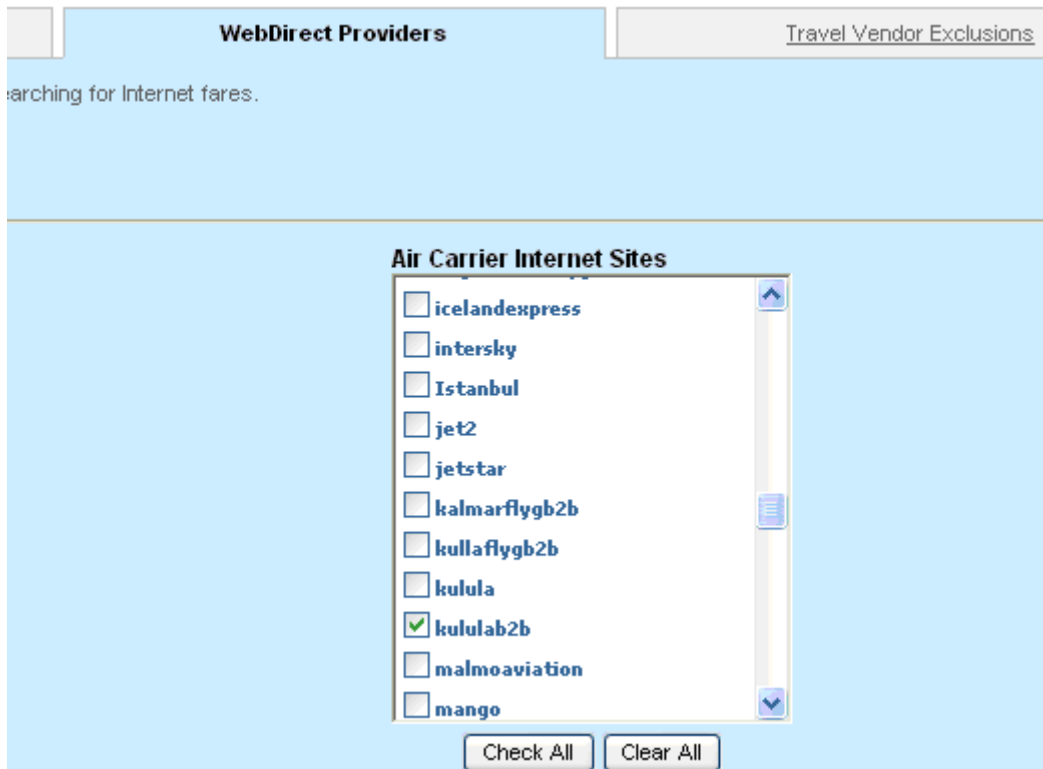 WebDirect Providers
Travel Vendor Exclusions
earching for Internet fares.
Air Carrier Internet Sites
icelandexpress
intersky
Istanbul
jet2
jetstar
kalmarflygb2b
kullaflygb2b
kulula
kululab2b
malmoaviation
mango
Check All
Clear All